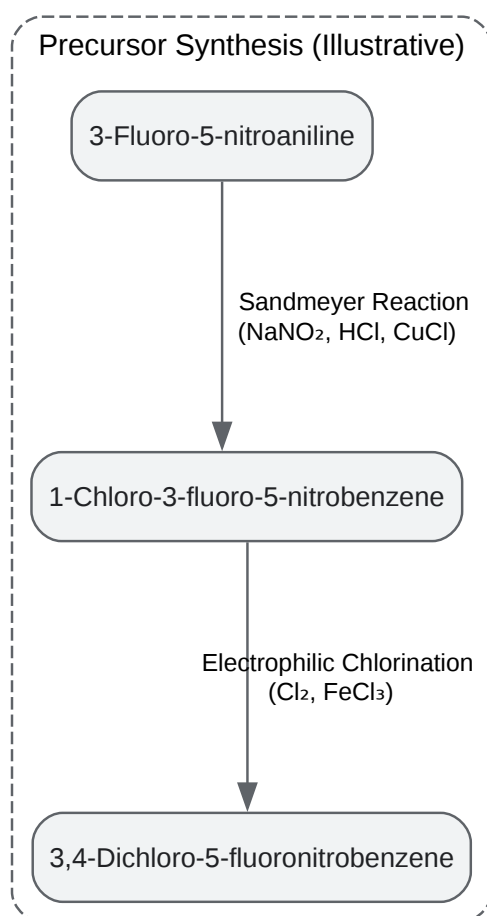 Precursor Synthesis (Illustrative)
3-Fluoro-5-nitroaniline
Sandmeyer Reaction
(NaNO₂, HCl, CuCl)
1-Chloro-3-fluoro-5-nitrobenzene
Electrophilic Chlorination
(Cl₂, FeCl₃)
3,4-Dichloro-5-fluoronitrobenzene